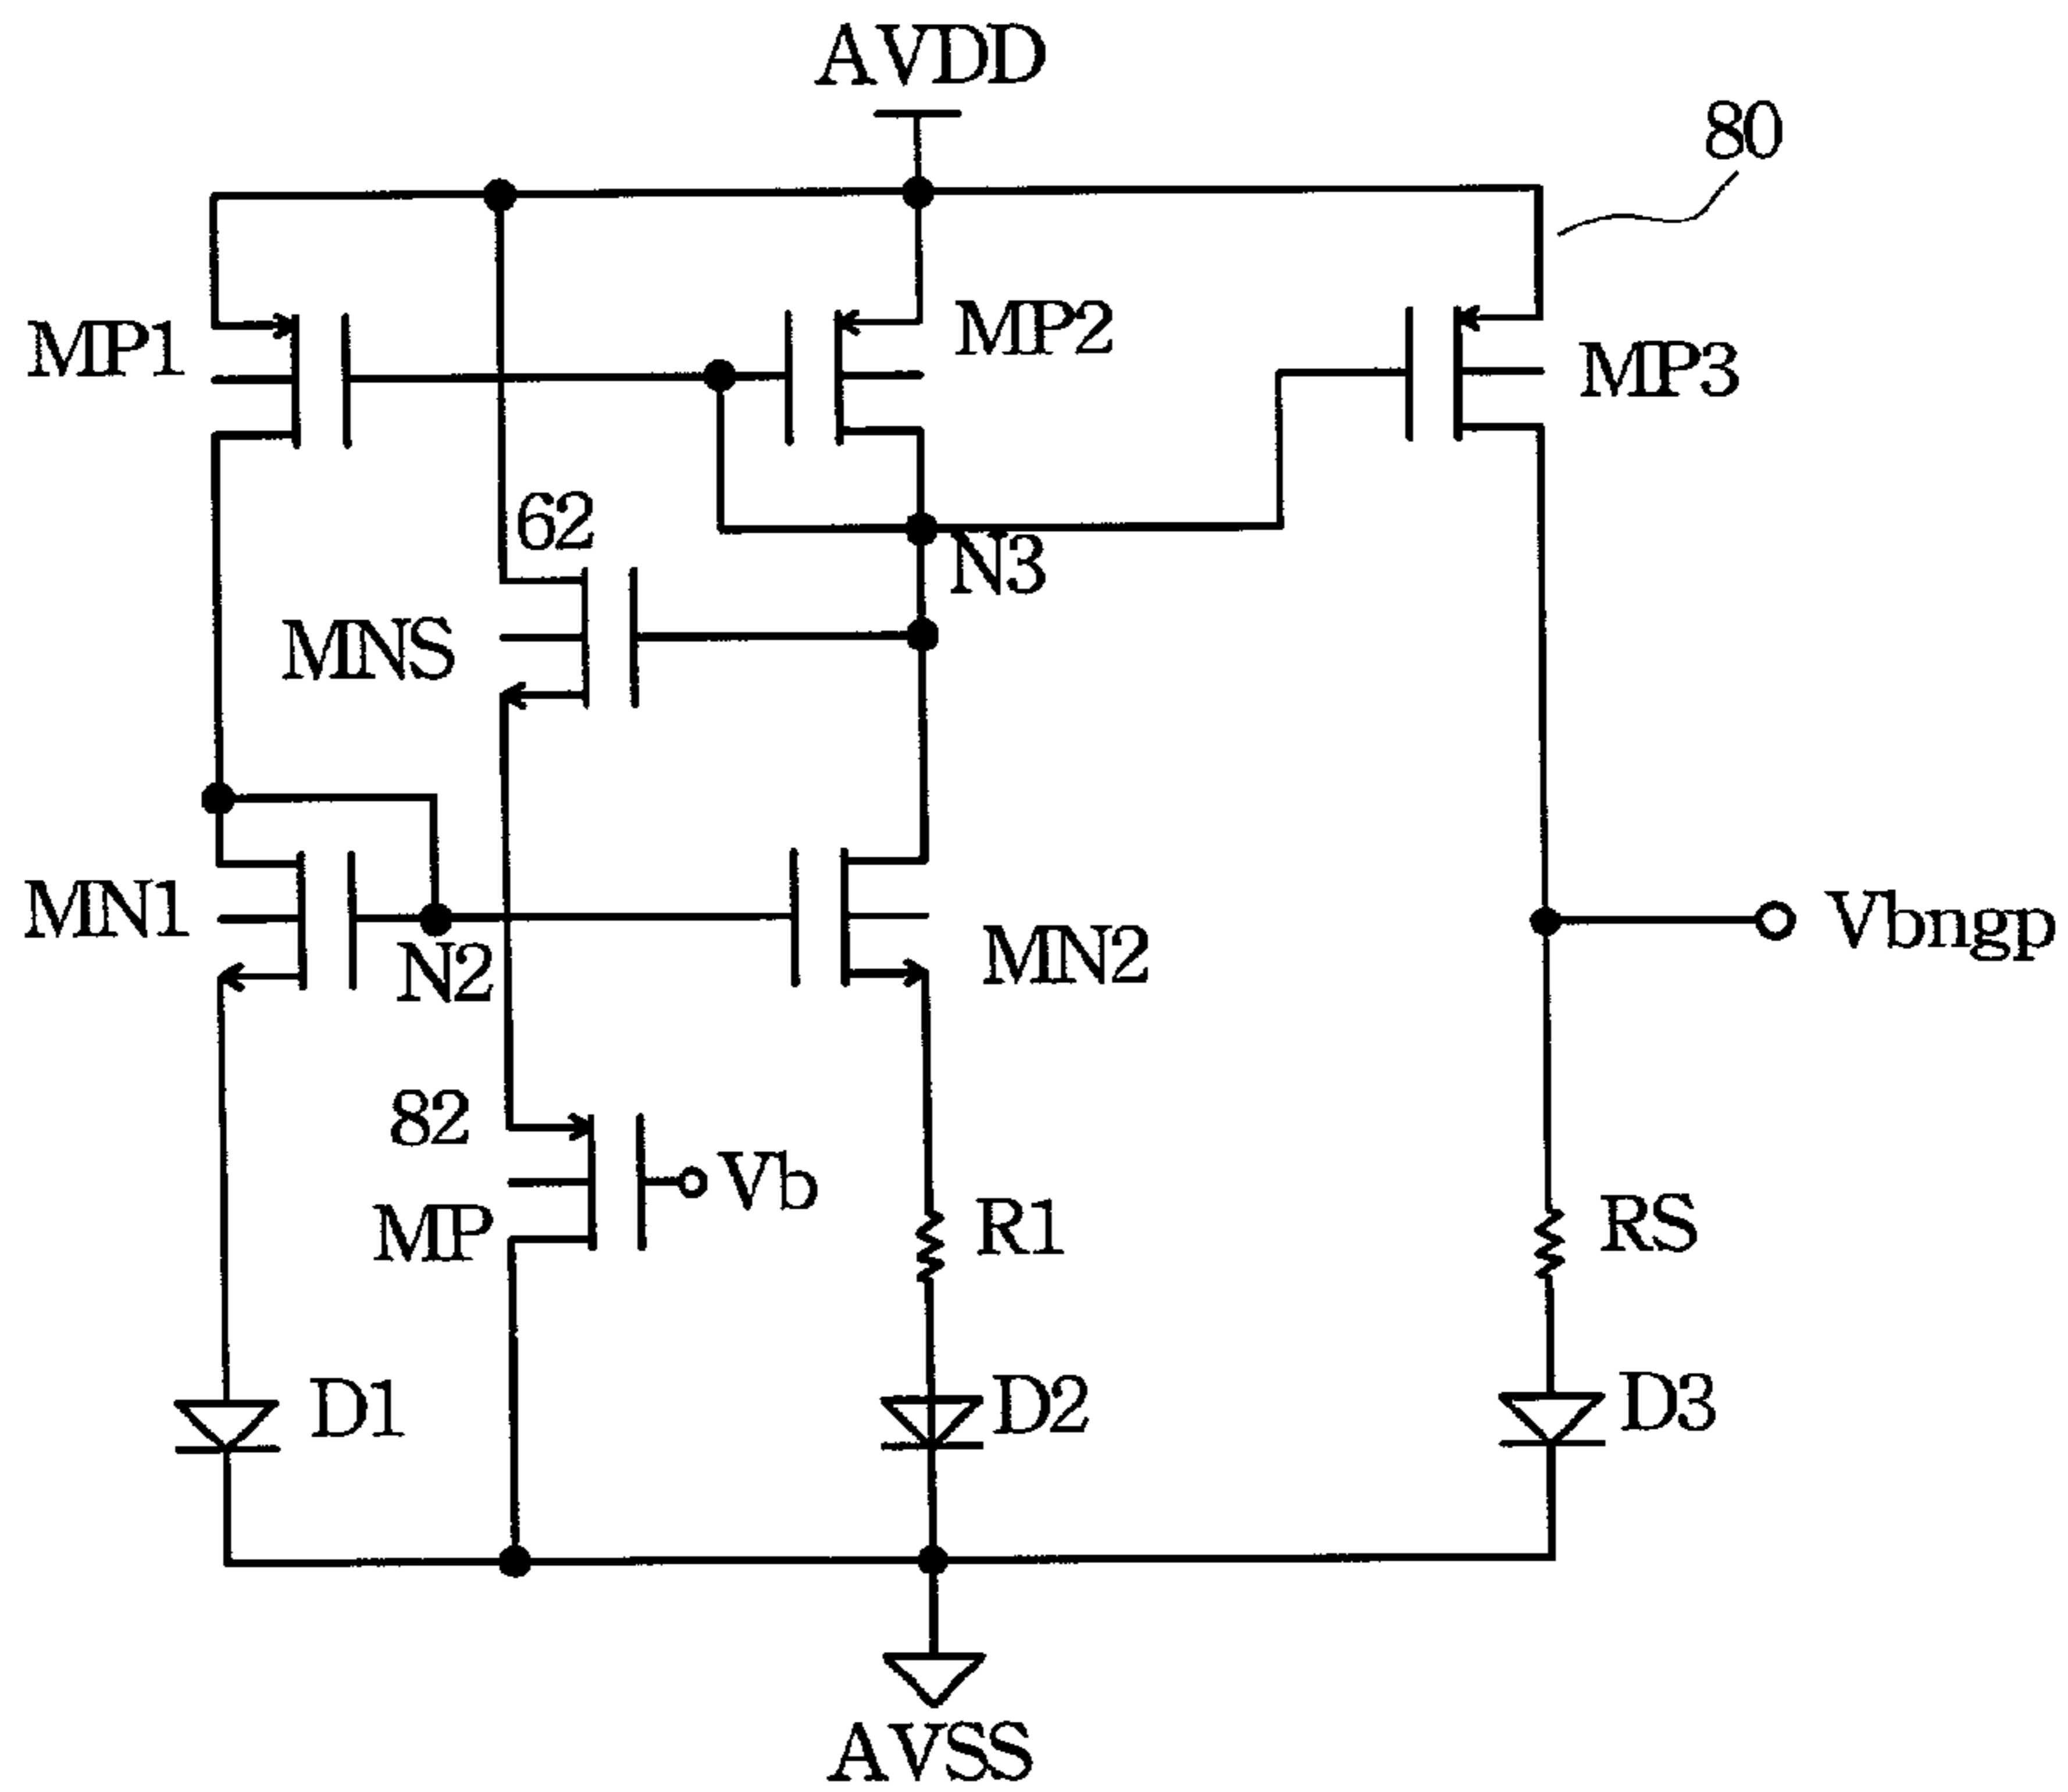 AVDD
80
MP1
MP2
MP3
62
N3
MNS
MN1
N2
MN2
Vbngp
82
Vb
MP
R1
RS
D1
D2
D3
AVSS